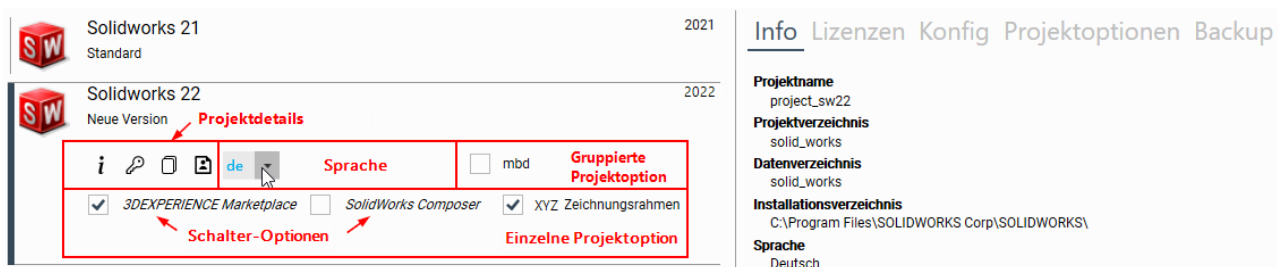 Solidworks 21
2021
Standard
Solidworks 22
2022
Neue Version
Projektdetails
i
de
Sprache
mbd
Gruppierte
Projektoption
3DEXPERIENCE Marketplace
SolidWorks Composer
XYZ Zeichnungsrahmen
Schalter-Optionen
Einzelne Projektoption
SW
SW
Info Lizenzen Konfig Projektoptionen Backup
Projektname
project_sw22
Projektverzeichnis
solid_works
Datenverzeichnis
solid_works
Installationsverzeichnis
C:\Program Files\SOLIDWORKS Corp\SOLIDWORKS\
Sprache
Deutsch